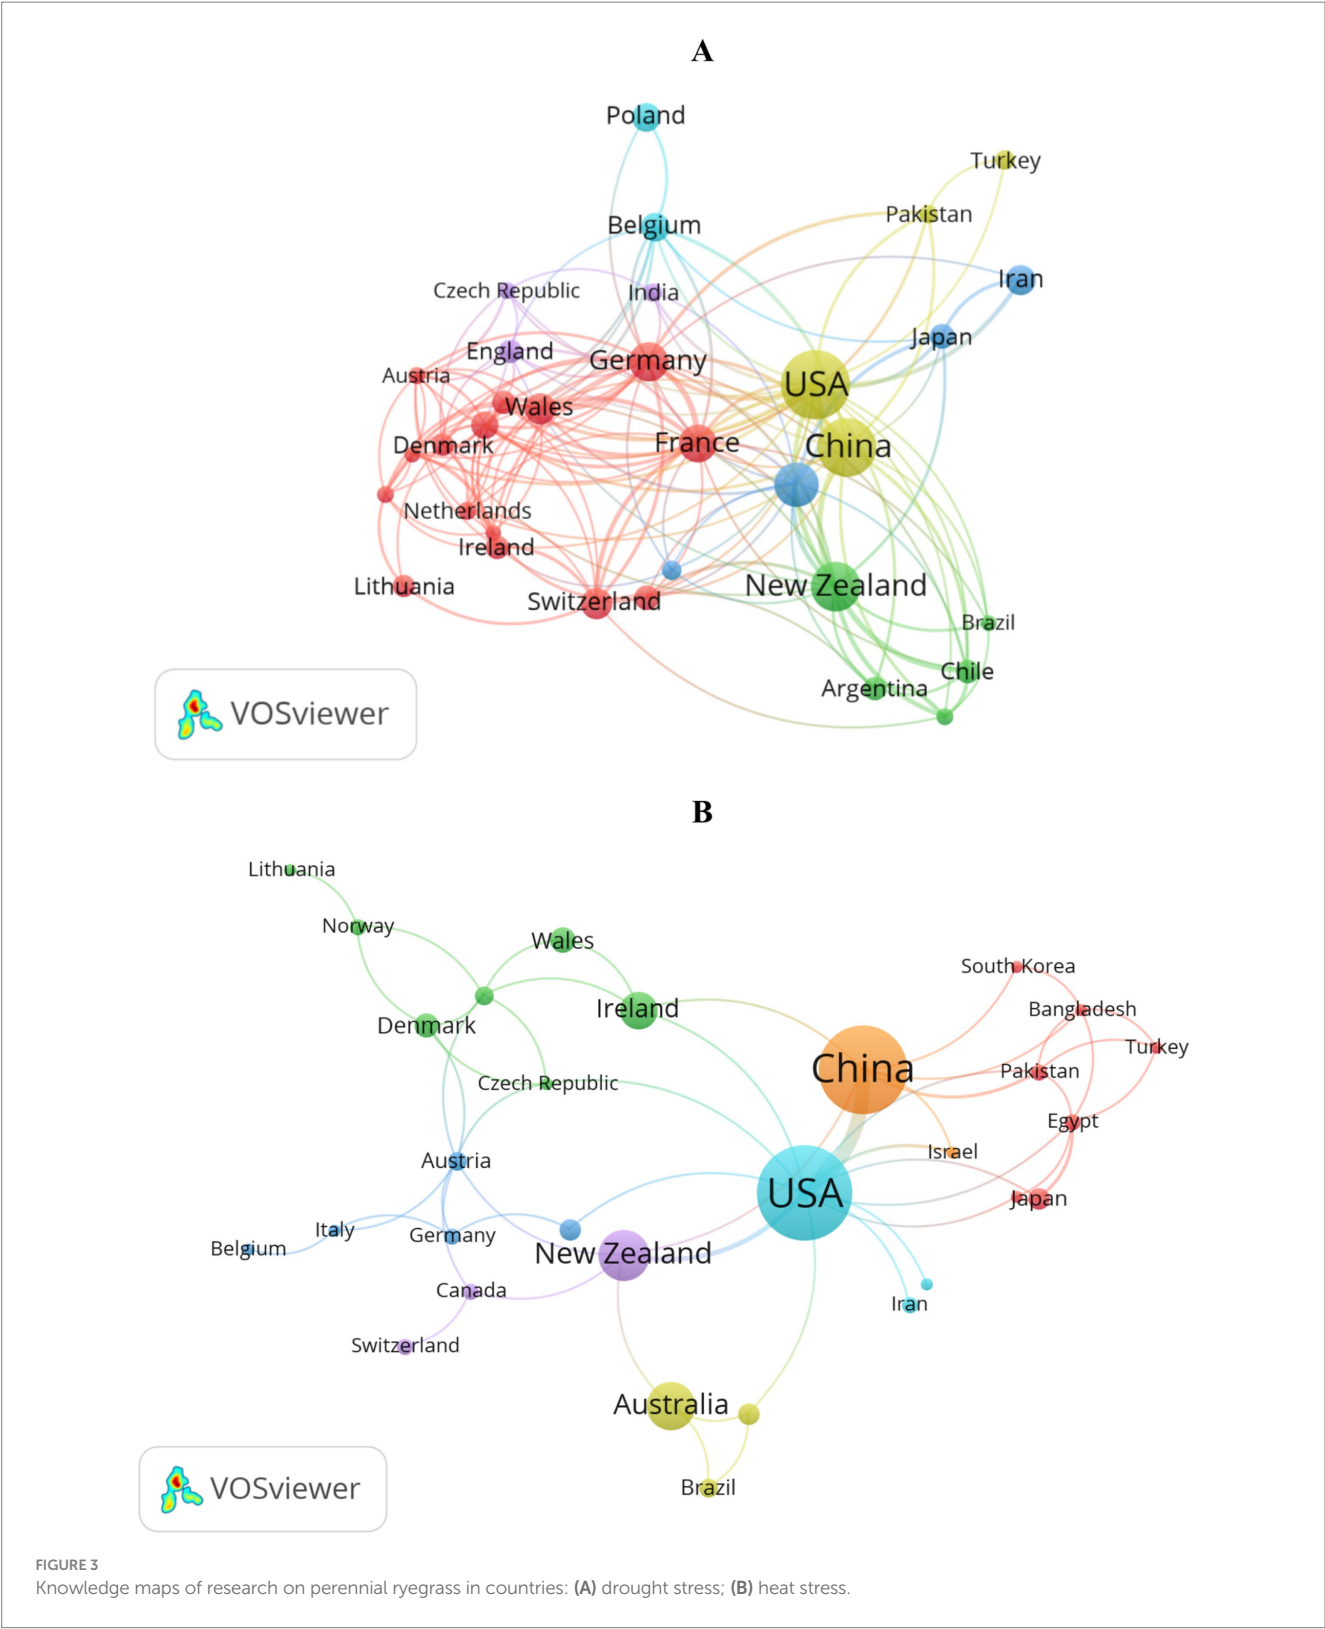 A
Poland
Turkey
Pakistan
Belgium
Iran
Czech Republic
India
Japan
England
Germany
Austria
USA
Wales
Denmark
France
China
Netherlands
Ireland
Lithuania
New Zealand
Switzerland
Brazil
Chile
Argentina
VOSviewer
B
Lithuania
Norway
Wales
South Korea
Ireland
Bangladesh
Denmark
Turkey
China
Pakistan
Czech Republic
Egypt
Israel
Austria
USA
Japan
Italy
Germany
Belgium
New Zealand
Canada
Iran
Switzerland
Australia
Brazil
VOSviewer
FIGURE 3
Knowledge maps of research on perennial ryegrass in countries: (A) drought stress; (B) heat stress.